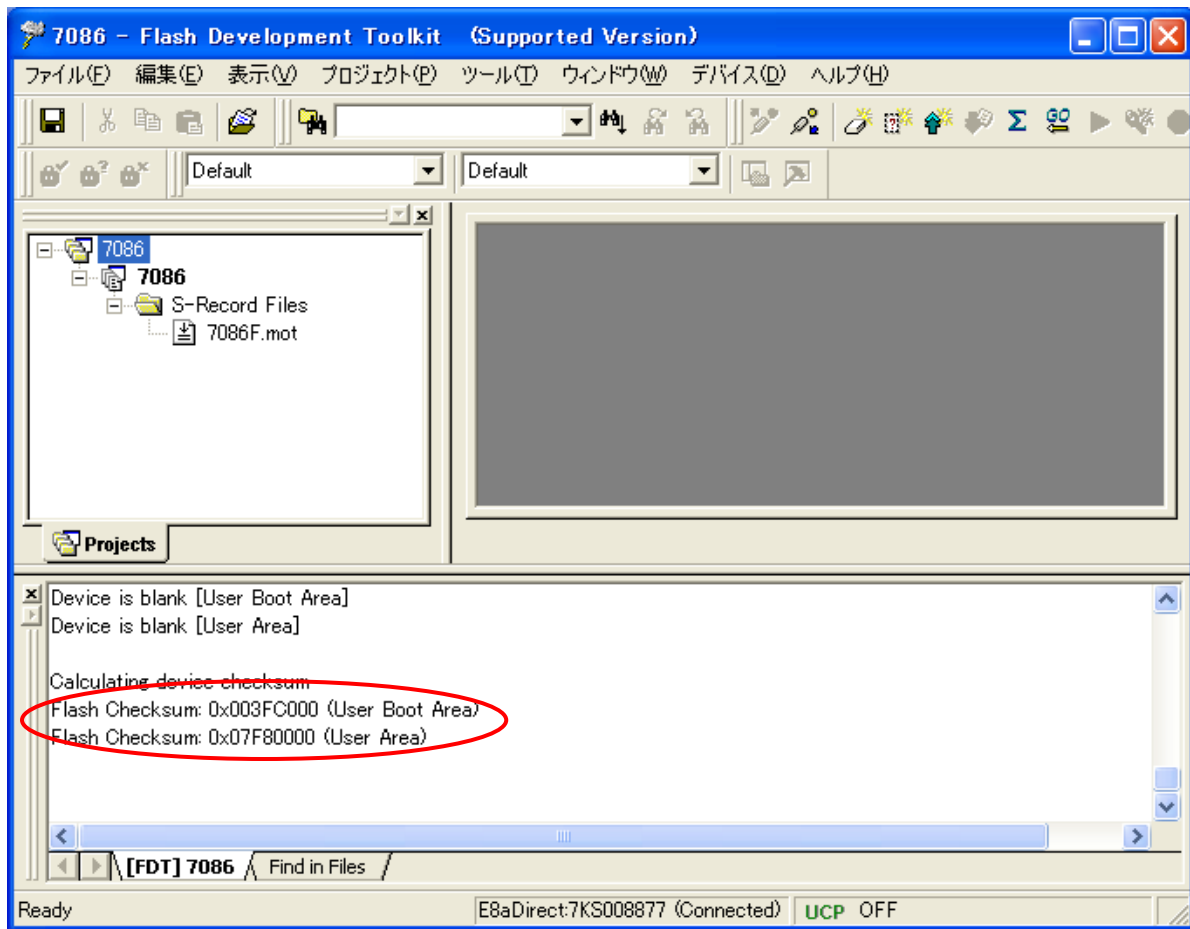 7086 - Flash Development Toolkit (Supported Version)
ファイル(F) 編集(E) 表示(V) プロジェクト(P) ツール(T) ウィンドウ(W) デバイス(D) ヘルプ(H)
GO
Default Default
7086
7086
S-Record Files
7086F.mot
Projects
Device is blank [User Boot Area]
Device is blank [User Area]
Calculating device checksum
Flash Checksum: 0x003FC000 (User Boot Area)
Flash Checksum: 0x07F80000 (User Area)
[FDT] 7086 Find in Files
Ready E8aDirect:7KS008877 (Connected) UCP OFF